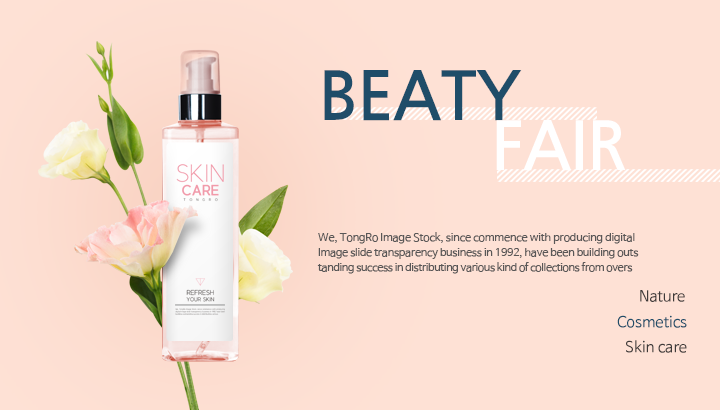 BEATY
FAIR
SKIN
CARE
TONGRO
REFRESH
YOUR SKIN
We, TongRo Image Stock, since commence with producing digital
Image slide transparency business in 1992, have been building outs
tanding success in distributing various kind of collections from overs
Nature
Cosmetics
Skin care